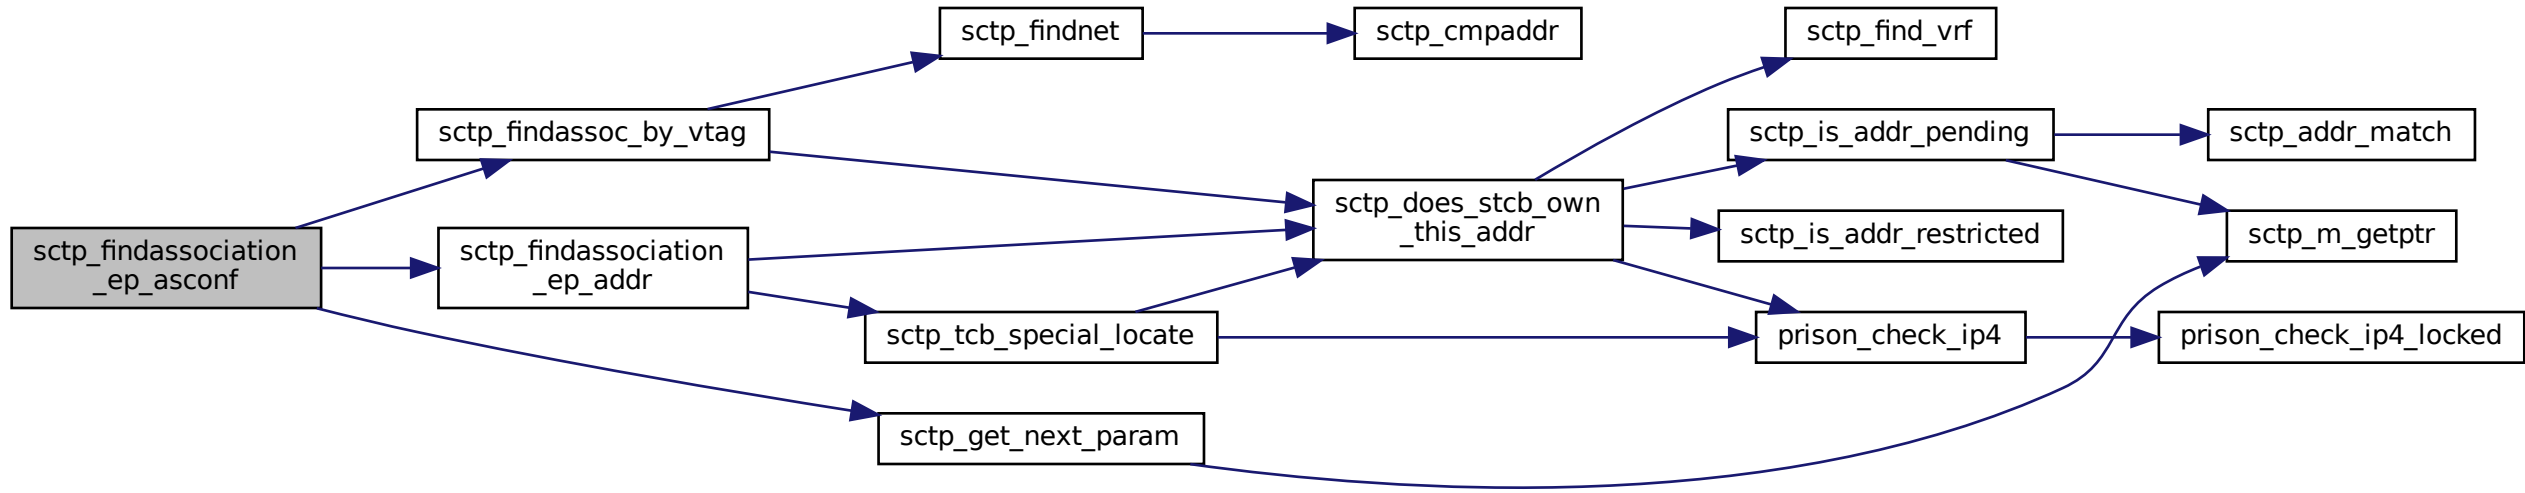 sctp_findassociation
_ep_asconf
sctp_findassoc_by_vtag
sctp_findassociation
_ep_addr
sctp_get_next_param
sctp_findnet
sctp_tcb_special_locate
sctp_cmpaddr
sctp_does_stcb_own
_this_addr
sctp_find_vrf
sctp_is_addr_pending
sctp_is_addr_restricted
prison_check_ip4
sctp_addr_match
sctp_m_getptr
prison_check_ip4_locked